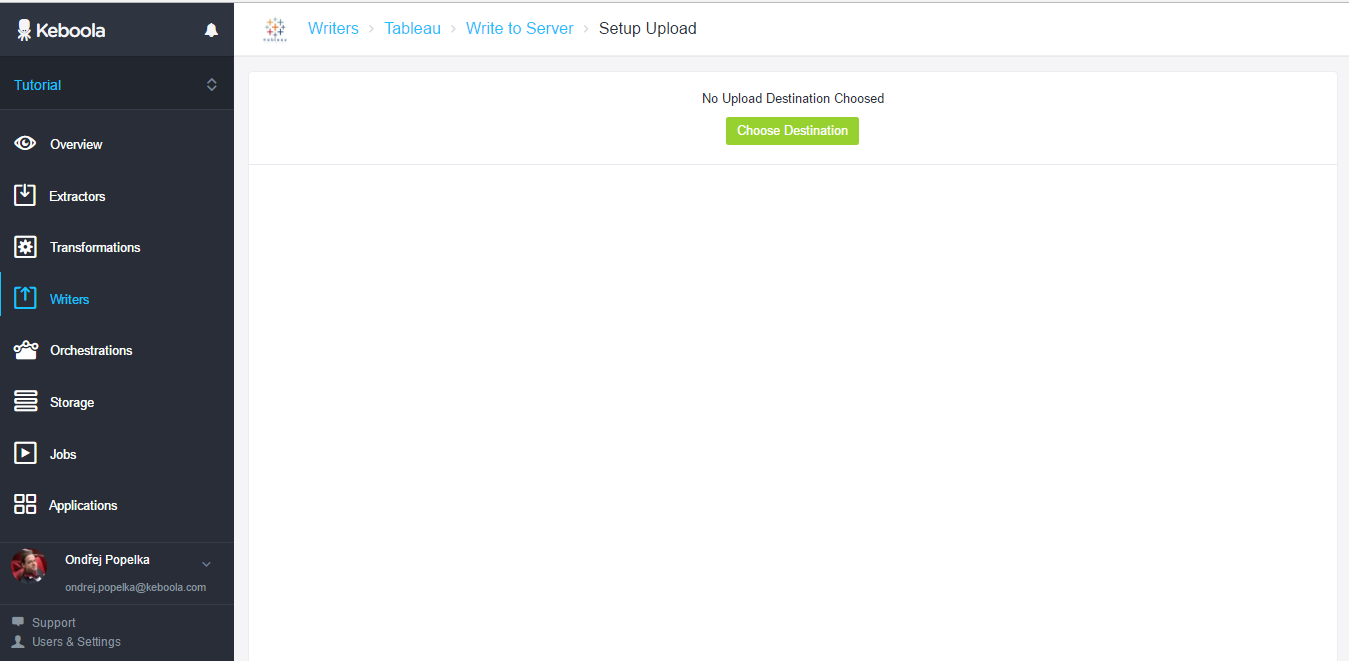 Keboola
Writers › Tableau › Write to Server › Setup Upload
Tutorial
Overview
Extractors
Transformations
Writers
Orchestrations
Storage
Jobs
Applications
Ondřej Popelka
ondrej.popelka@keboola.com
Support
Users & Settings
No Upload Destination Choosed
Choose Destination